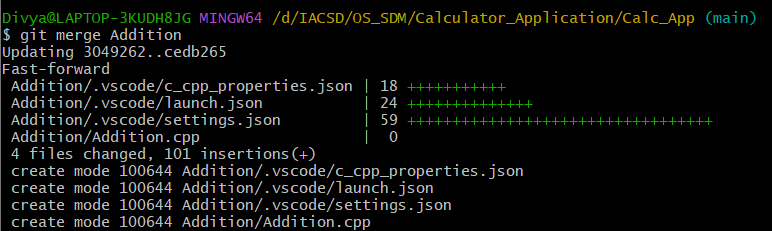 Divya@LAPTOP-3KUDH8JG MINGW64 /d/IACSD/OS_SDM/Calculator_Application/Calc_App (main)
$ git merge Addition
Updating 3049262..cedb265
Fast-forward
 Addition/.vscode/c_cpp_properties.json | 18 +++++++++++
 Addition/.vscode/launch.json           | 24 ++++++++++++++
 Addition/.vscode/settings.json         | 59 ++++++++++++++++++++++++++++++++++
 Addition/Addition.cpp                  |  0
 4 files changed, 101 insertions(+)
 create mode 100644 Addition/.vscode/c_cpp_properties.json
 create mode 100644 Addition/.vscode/launch.json
 create mode 100644 Addition/.vscode/settings.json
 create mode 100644 Addition/Addition.cpp